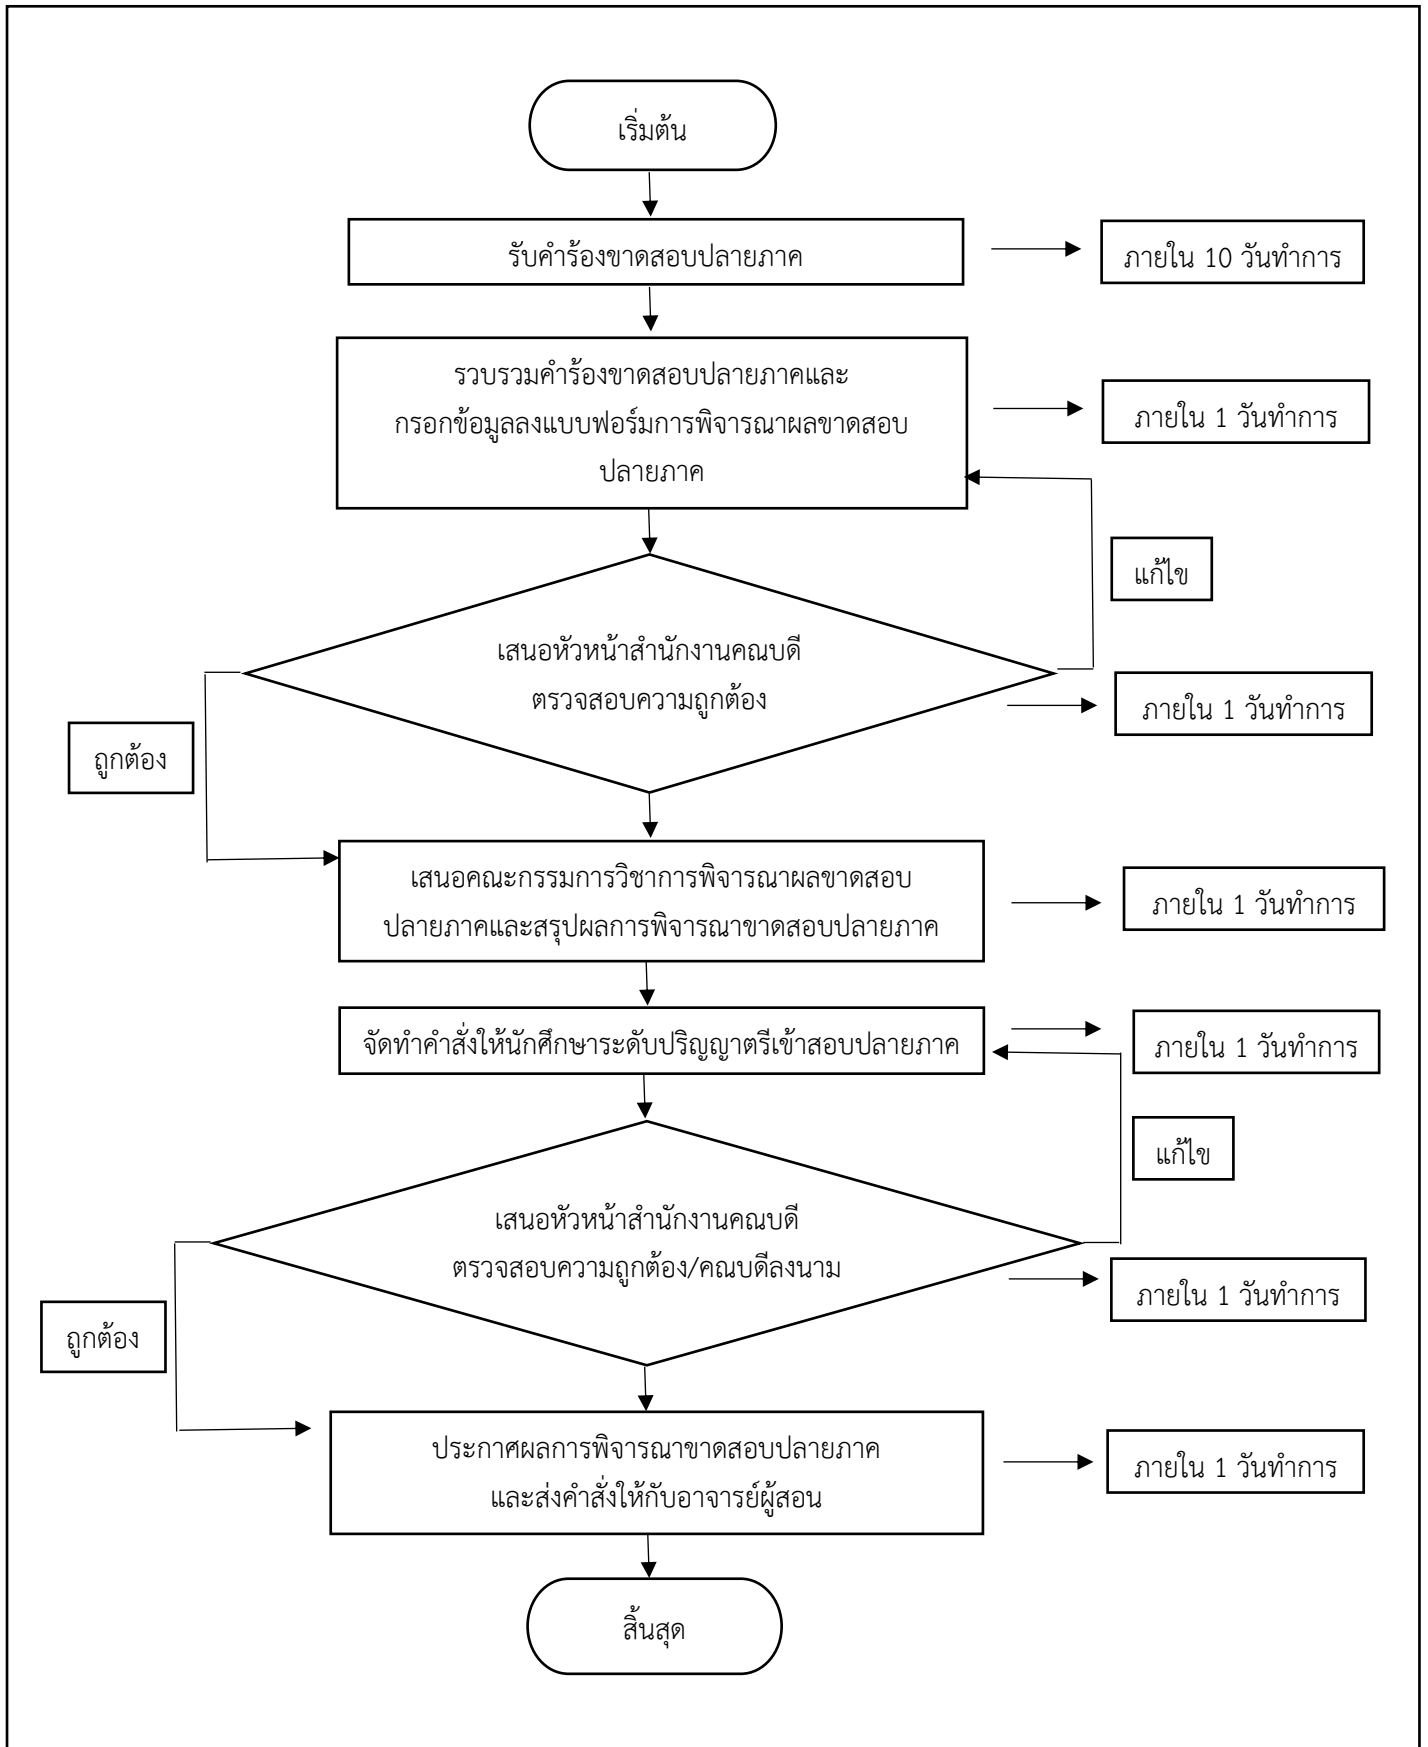 เริ่มต้น
รับคำร้องขาดสอบปลายภาค
ภายใน 10 วันทำการ
รวบรวมคำร้องขาดสอบปลายภาคและ
กรอกข้อมูลลงแบบฟอร์มการพิจารณาผลขาดสอบ
ปลายภาค
ภายใน 1 วันทำการ
แก้ไข
เสนอหัวหน้าสำนักงานคณบดี
ตรวจสอบความถูกต้อง
ภายใน 1 วันทำการ
ถูกต้อง
เสนอคณะกรรมการวิชาการพิจารณาผลขาดสอบ
ปลายภาคและสรุปผลการพิจารณาขาดสอบปลายภาค
ภายใน 1 วันทำการ
จัดทำคำสั่งให้นักศึกษาระดับปริญญาตรีเข้าสอบปลายภาค
ภายใน 1 วันทำการ
แก้ไข
เสนอหัวหน้าสำนักงานคณบดี
ตรวจสอบความถูกต้อง/คณบดีลงนาม
ภายใน 1 วันทำการ
ถูกต้อง
ประกาศผลการพิจารณาขาดสอบปลายภาค
และส่งคำสั่งให้กับอาจารย์ผู้สอน
ภายใน 1 วันทำการ
สิ้นสุด